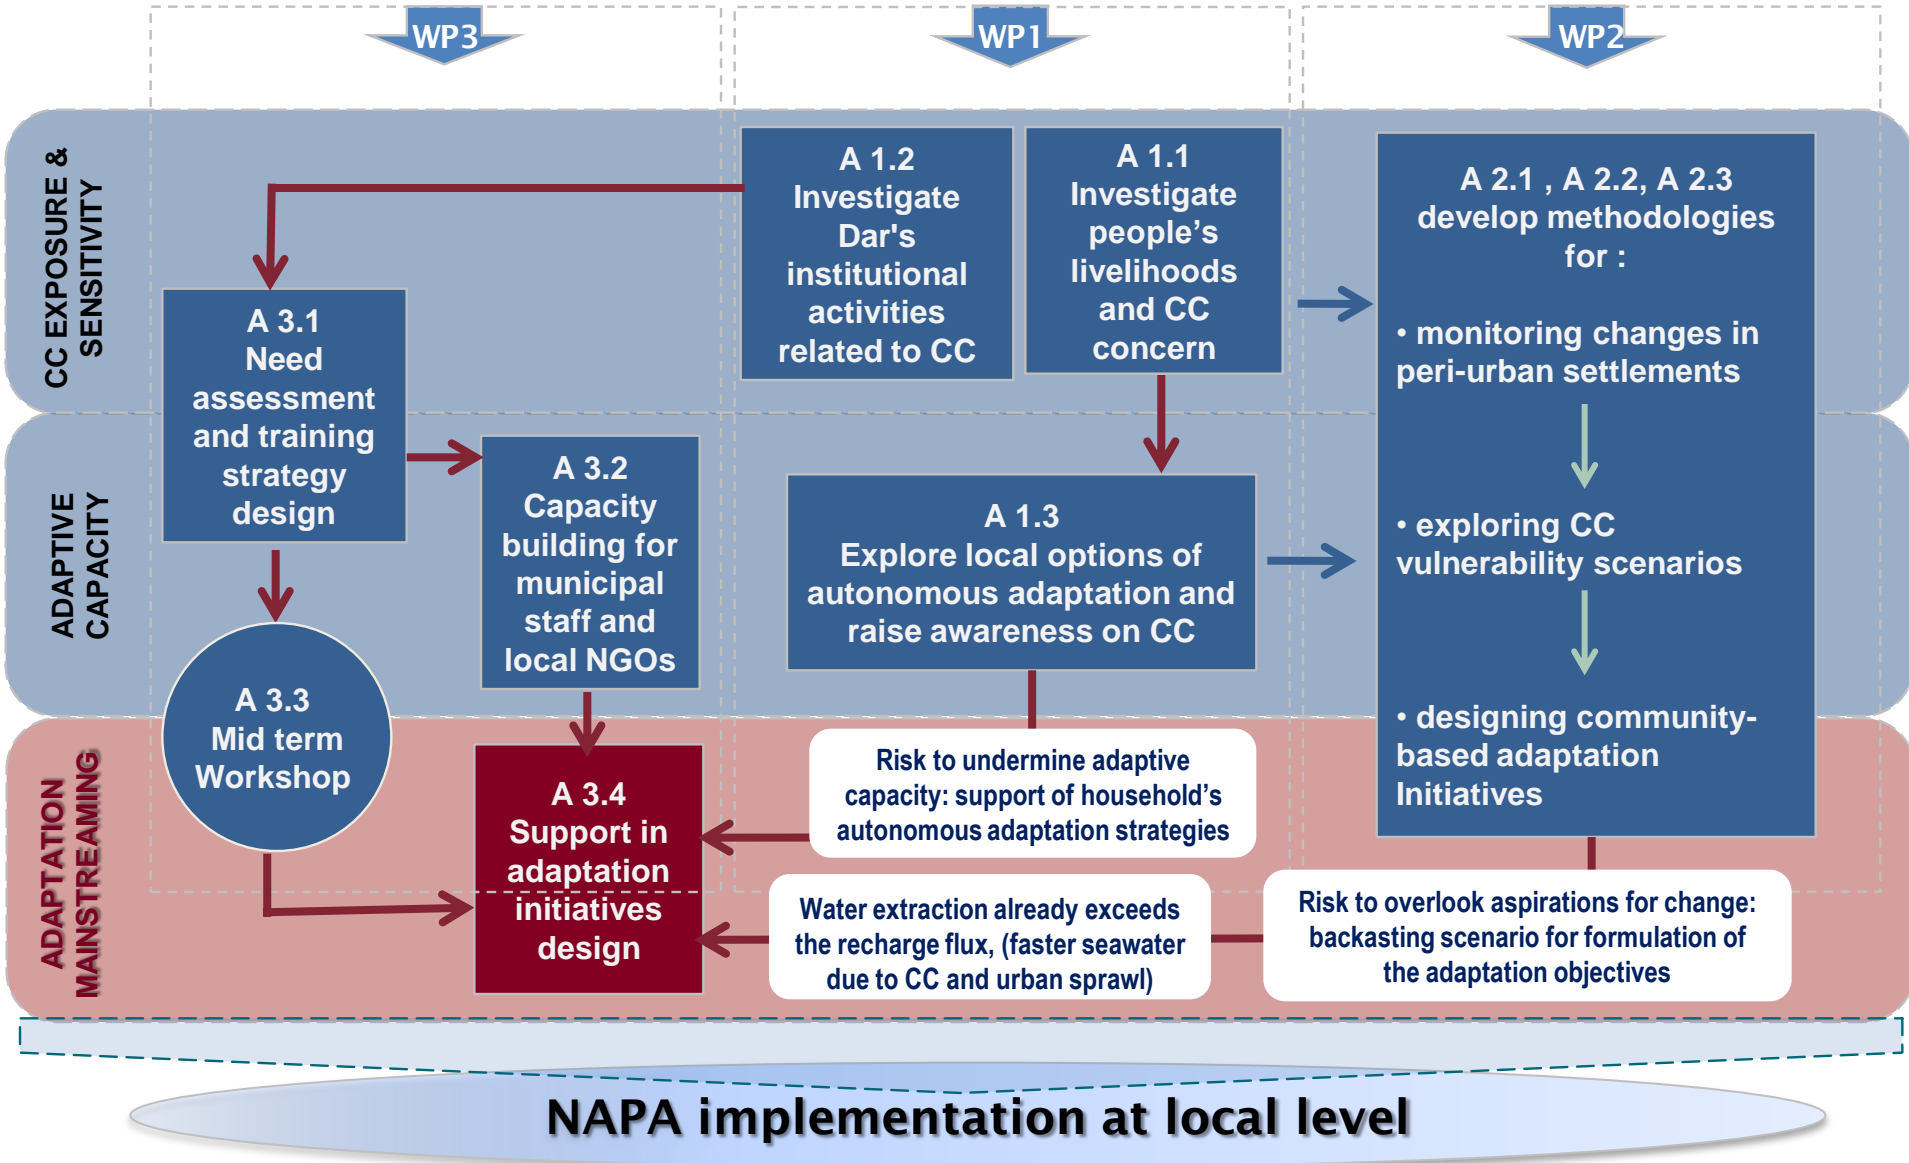 WP3
WP1
WP2
CC EXPOSURE &
SENSITIVITY
A 1.2
Investigate
Dar's
institutional
activities
related to CC
A 1.1
Investigate
people’s
livelihoods
and CC
concern
A 2.1 , A 2.2, A 2.3
develop methodologies
for :
• monitoring changes in
peri-urban settlements
• exploring CC
vulnerability scenarios
• designing community-
based adaptation
Initiatives
A 3.1
Need
assessment
and training
strategy
design
ADAPTIVE
CAPACITY
A 3.2
Capacity
building for
municipal
staff and
local NGOs
A 1.3
Explore local options of
autonomous adaptation and
raise awareness on CC
A 3.3
Mid term
Workshop
ADAPTATION
MAINSTREAMING
A 3.4
Support in
adaptation
initiatives
design
Risk to undermine adaptive
capacity: support of household’s
autonomous adaptation strategies
Water extraction already exceeds
the recharge flux, (faster seawater
due to CC and urban sprawl)
Risk to overlook aspirations for change:
backasting scenario for formulation of
the adaptation objectives
NAPA implementation at local level